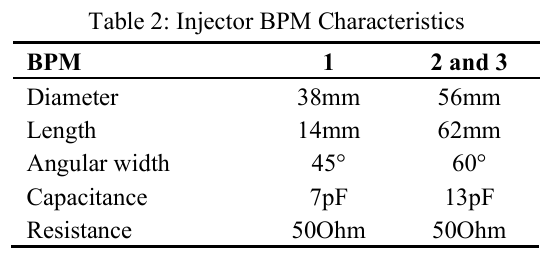 Table 2: Injector BPM Characteristics
BPM 1 2 and 3
Diameter 38mm 56mm
Length 14mm 62mm
Angular width 45° 60°
Capacitance 7pF 13pF
Resistance 50Ohm 50Ohm